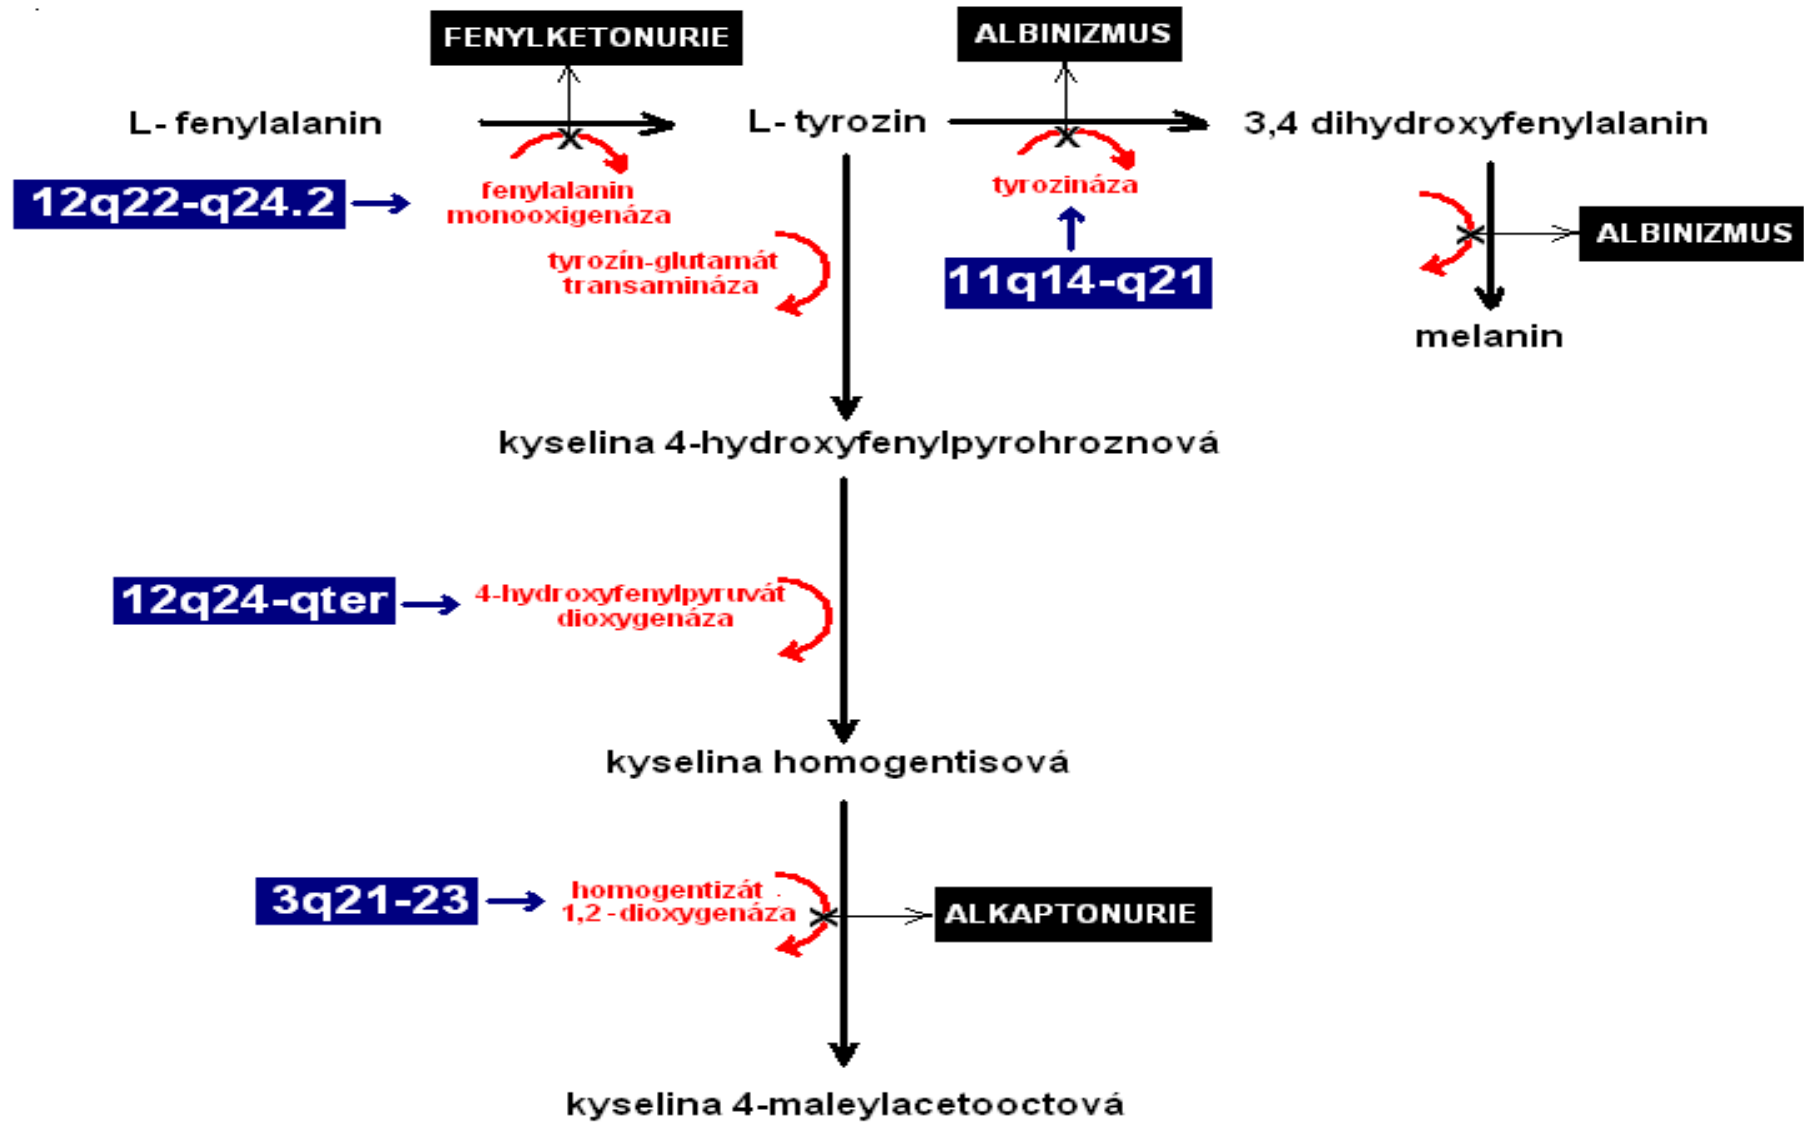 FENYLKETONURIE
ALBINIZMUS
L- fenylalanin
L- tyrozin
3,4 dihydroxyfenylalanin
12q22-q24.2
fenylalanin
monooxigenáza
tyrozináza
tyrozín-glutamát
transamináza
11q14-q21
ALBINIZMUS
melanin
kyselina 4-hydroxyfenylpyrohroznová
12q24-qter
4-hydroxyfenylpyruvát
dioxygenáza
kyselina homogentisová
3q21-23
homogentizát
1,2-dioxygenáza
ALKAPTONURIE
kyselina 4-maleylacetooctová